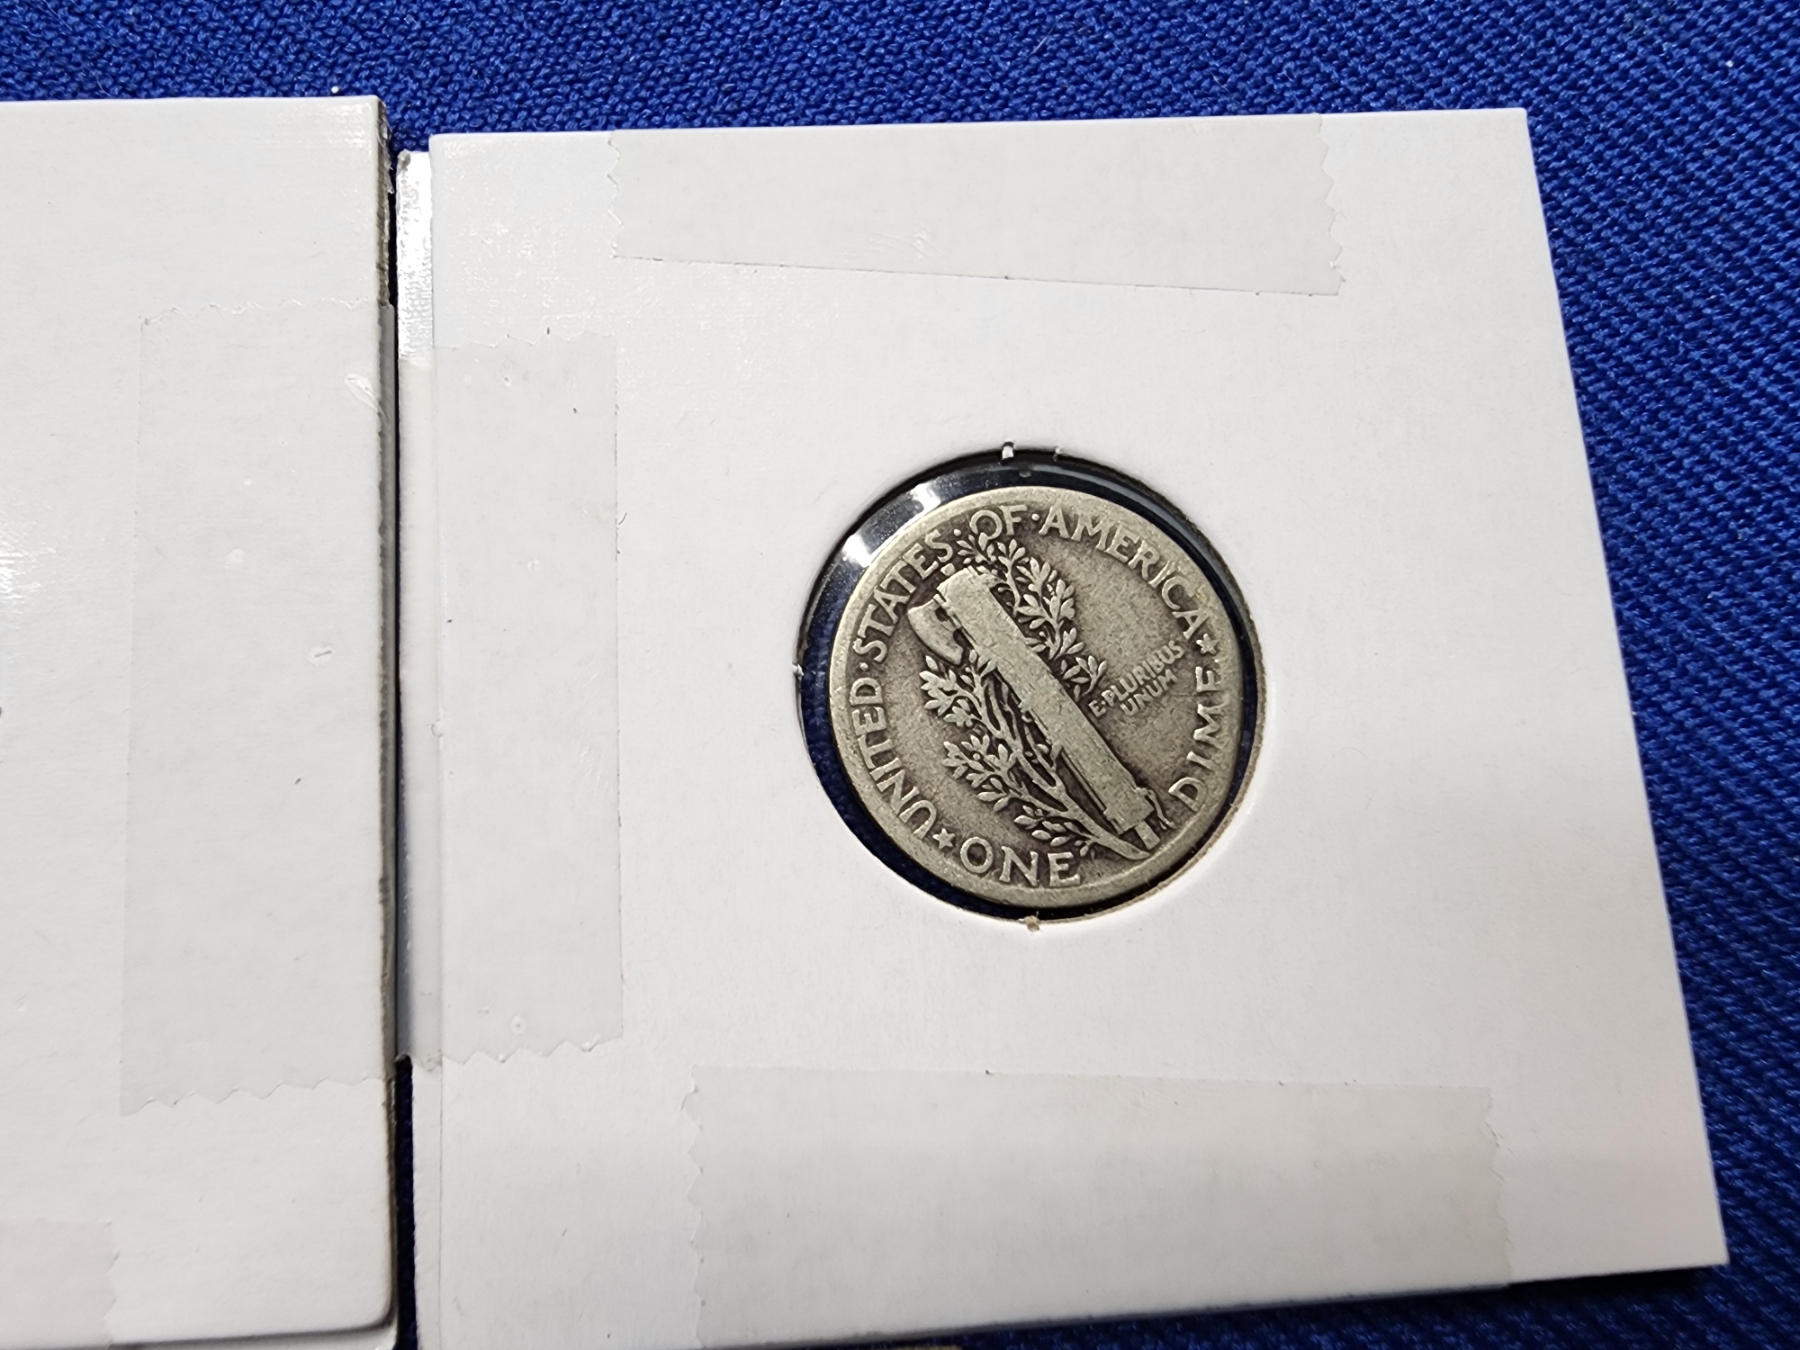 UNITED·STATES·OF·AMERICA
E·PLURIBUS
UNUM
ONE
DIME